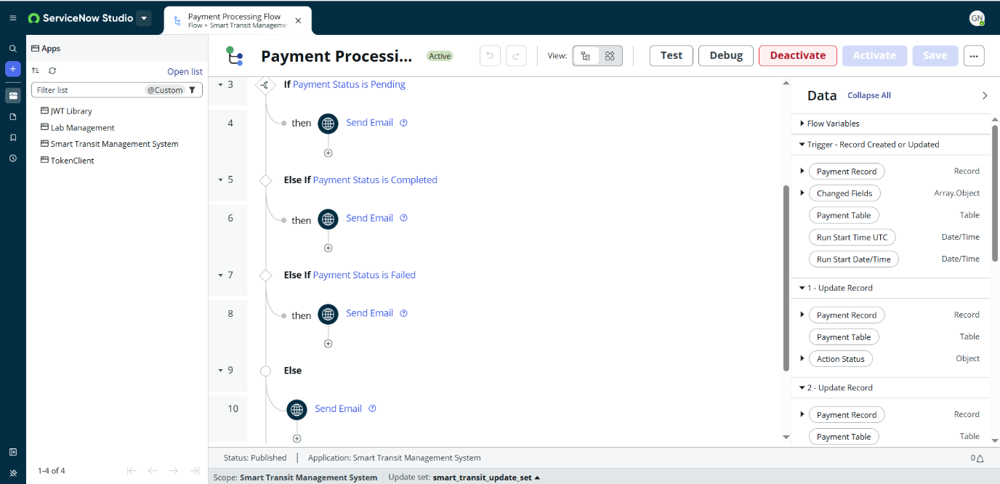 ServiceNow Studio
Payment Processing Flow
Flow • Smart Transit Manageme
GN
Apps
Open list
Filter list @Custom
JWT Library
Lab Management
Smart Transit Management System
TokenClient
1-4 of 4
Payment Processi... Active
View:
Test Debug Deactivate Activate Save ...
3 If Payment Status is Pending
4 then Send Email
5 Else If Payment Status is Completed
6 then Send Email
7 Else If Payment Status is Failed
8 then Send Email
9 Else
10 Send Email
Data Collapse All
Flow Variables
Trigger - Record Created or Updated
Payment Record Record
Changed Fields Array.Object
Payment Table Table
Run Start Time UTC Date/Time
Run Start Date/Time Date/Time
1 - Update Record
Payment Record Record
Payment Table Table
Action Status Object
2 - Update Record
Payment Record Record
Payment Table Table
Status: Published | Application: Smart Transit Management System
0
Scope: Smart Transit Management System Update set: smart_transit_update_set